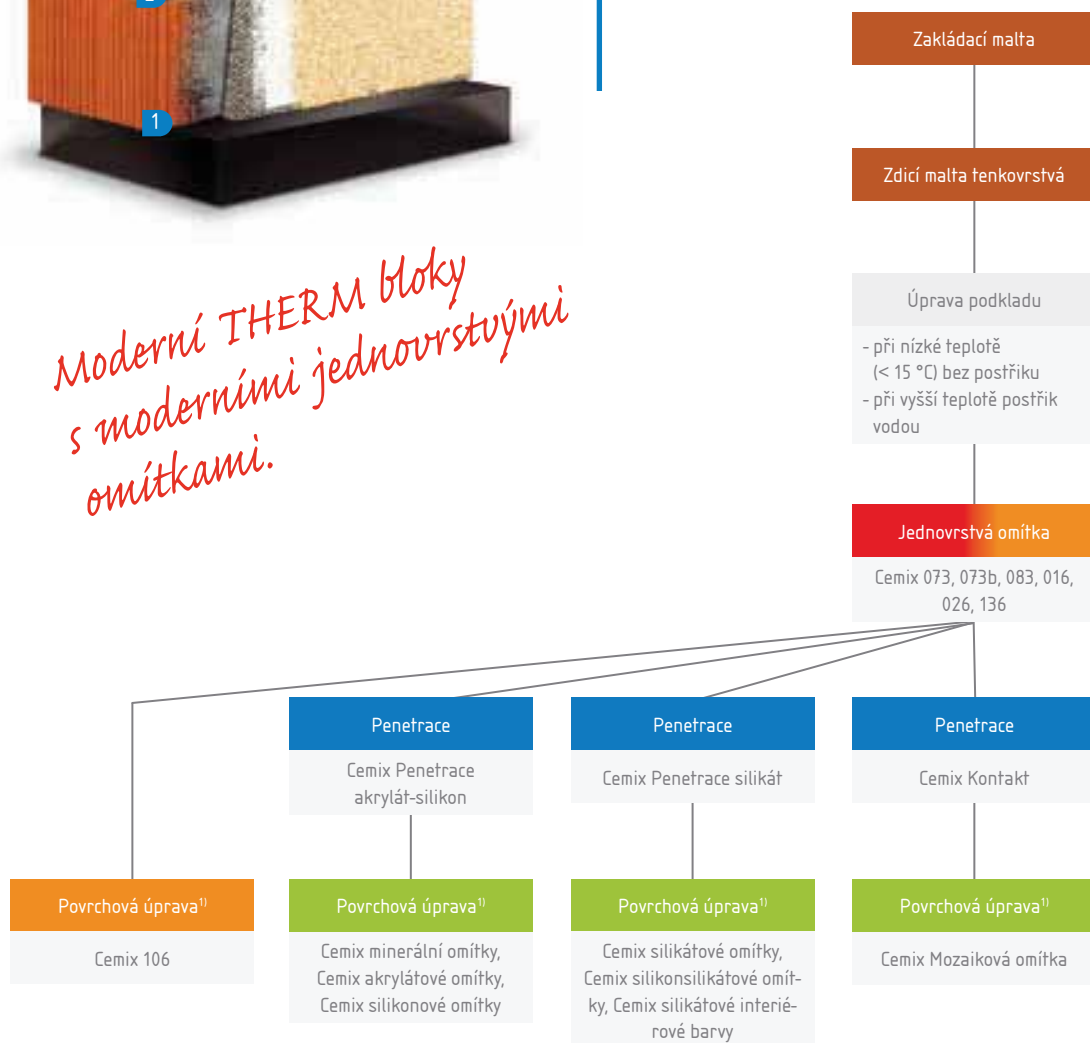 1
Moderní THERM bloky
s moderními jednovrstvými
omítkami.
Zakládací malta
Zdicí malta tenkovrstvá
Úprava podkladu
- při nízké teplotě
(< 15 °C) bez postřiku
- při vyšší teplotě postřik
vodou
Jednovrstvá omítka
Cemix 073, 073b, 083, 016,
026, 136
Penetrace
Cemix Penetrace
akrylát-silikon
Penetrace
Cemix Penetrace silikát
Penetrace
Cemix Kontakt
Povrchová úprava¹⁾
Cemix 106
Povrchová úprava¹⁾
Cemix minerální omítky,
Cemix akrylátové omítky,
Cemix silikonové omítky
Povrchová úprava¹⁾
Cemix silikátové omítky,
Cemix silikonsilikátové omít-
ky, Cemix silikátové interié-
rové barvy
Povrchová úprava¹⁾
Cemix Mozaiková omítka